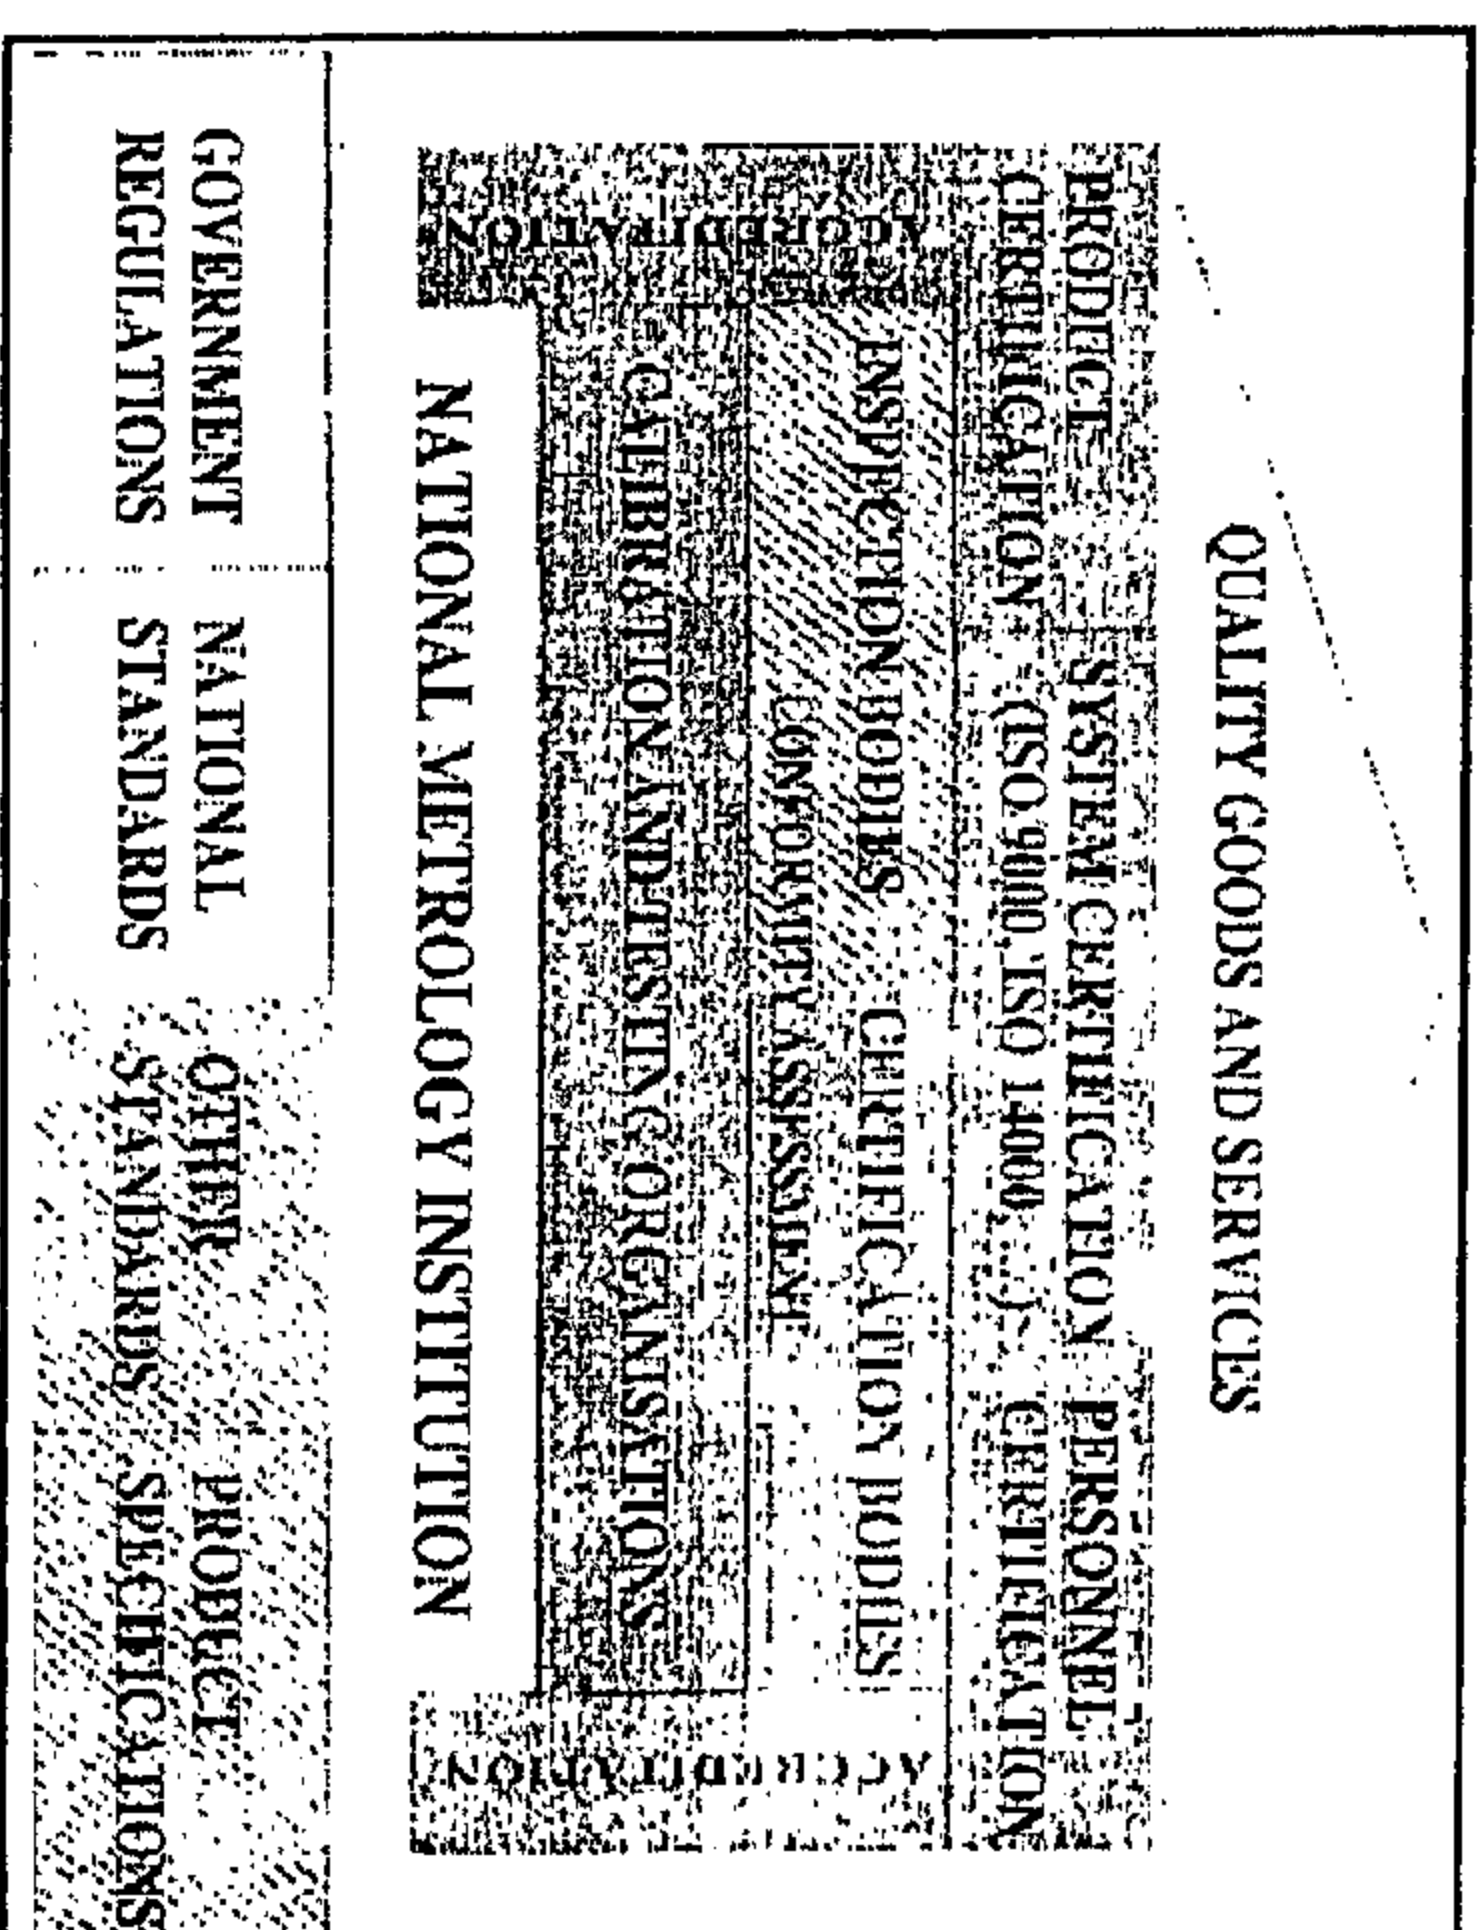 QUALITY GOODS AND SERVICES
PRODUCT SYSTEM CERTIFICATION PERSONNEL
CERTIFICATION (ISO 9000, ISO 14000 ...) CERTIFICATION
ACCREDITATION
INSPECTION BODIES CERTIFICATION BODIES
CONFORMITY ASSESSMENT
CALIBRATION AND TESTING ORGANISATIONS
ACCREDITATION
NATIONAL METROLOGY INSTITUTION
GOVERNMENT NATIONAL OTHER PRODUCT
REGULATIONS STANDARDS STANDARDS SPECIFICATIONS